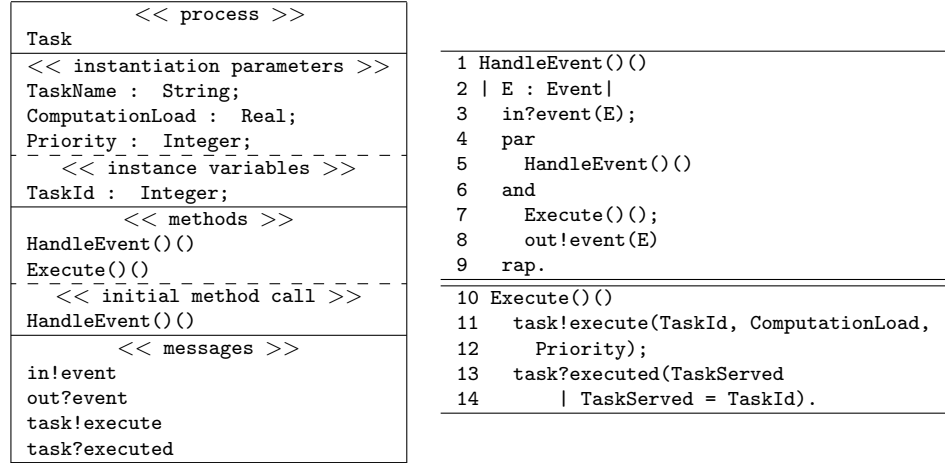 << process >>
Task
<< instantiation parameters >>
TaskName : String;
ComputationLoad : Real;
Priority : Integer;
<< instance variables >>
TaskId : Integer;
<< methods >>
HandleEvent()()
Execute()()
<< initial method call >>
HandleEvent()()
<< messages >>
in!event
out?event
task!execute
task?executed
1 HandleEvent()()
2 | E : Event|
3 in?event(E);
4 par
5 HandleEvent()()
6 and
7 Execute()();
8 out!event(E)
9 rap.
10 Execute()()
11 task!execute(TaskId, ComputationLoad,
12 Priority);
13 task?executed(TaskServed
14 | TaskServed = TaskId).